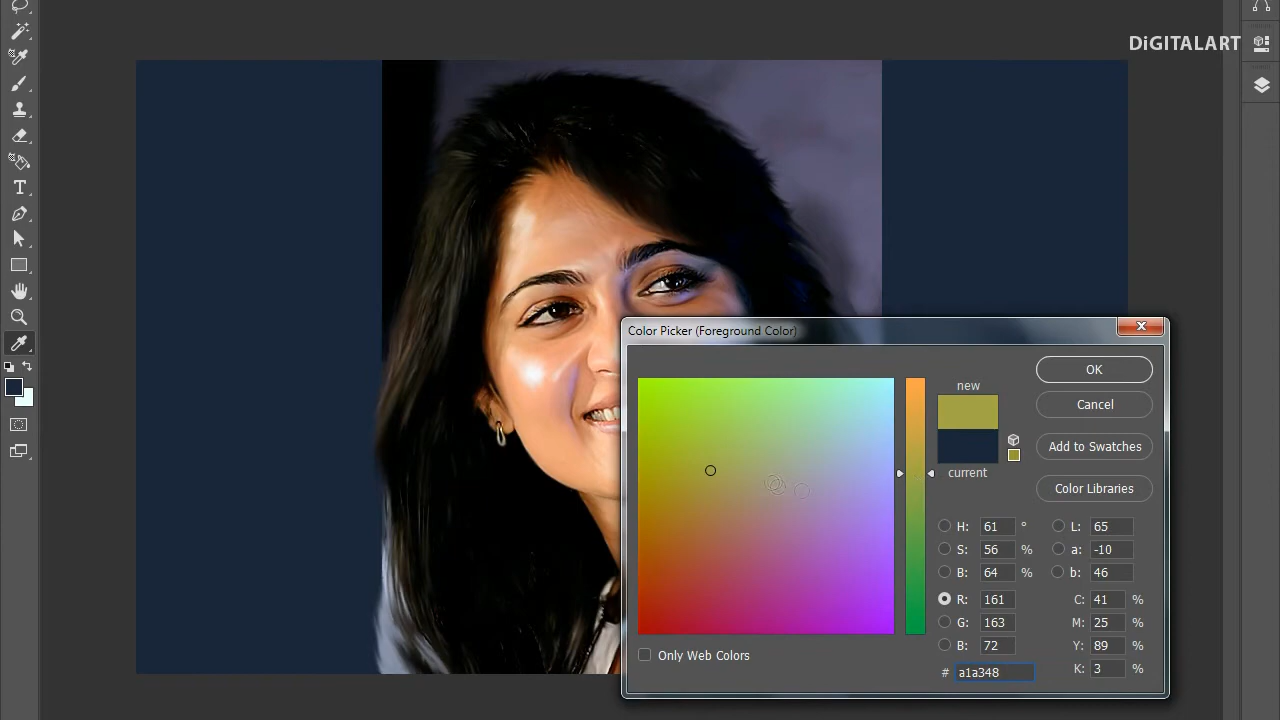 DiGITALART
Color Picker (Foreground Color)
new
current
OK
Cancel
Add to Swatches
Color Libraries
H: 61 °
S: 56 %
B: 64 %
R: 161
G: 163
B: 72
# a1a348
L: 65
a: -10
b: 46
C: 41 %
M: 25 %
Y: 89 %
K: 3 %
Only Web Colors